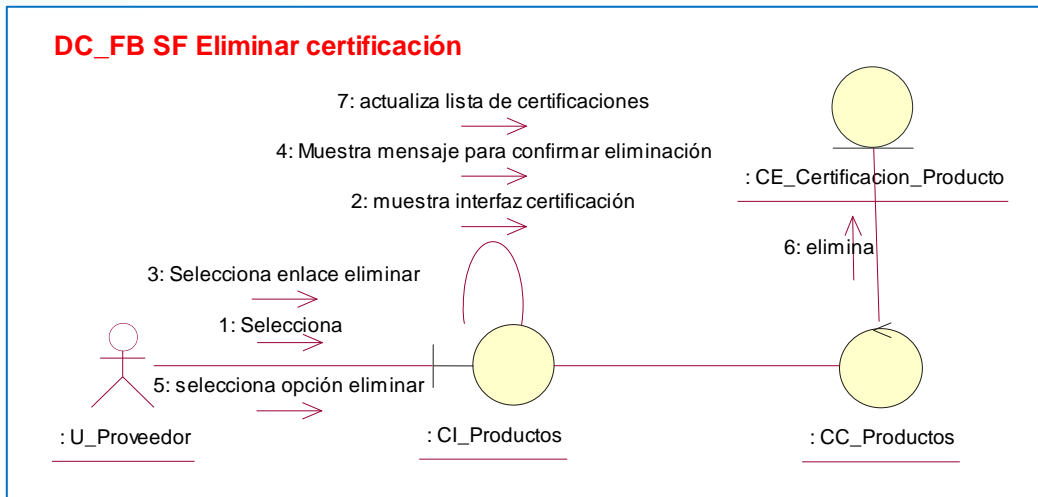 DC_FB SF Eliminar certificación
7: actualiza lista de certificaciones
4: Muestra mensaje para confirmar eliminación
2: muestra interfaz certificación
: CE_Certificacion_Producto
6: elimina
3: Selecciona enlace eliminar
1: Selecciona
5: selecciona opción eliminar
: U_Proveedor
: CI_Productos
: CC_Productos